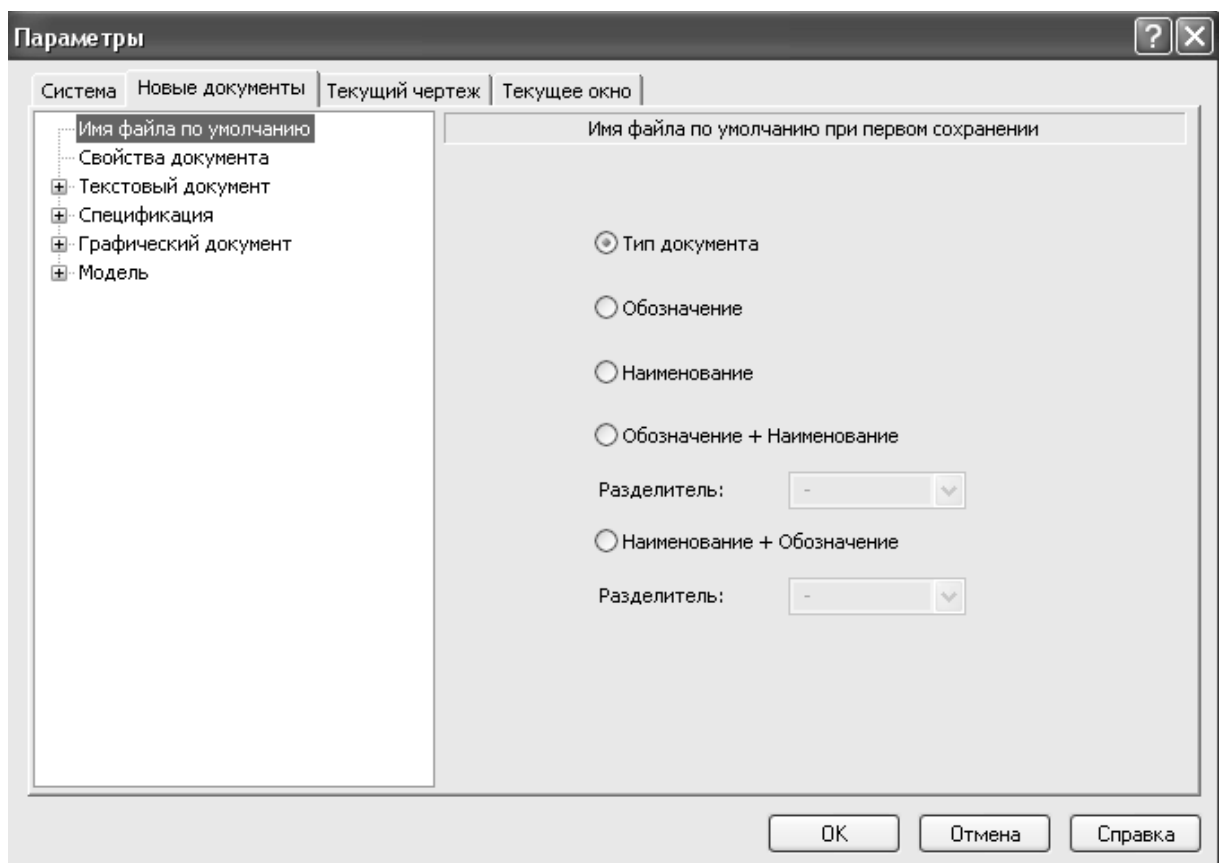 Параметры
Система Новые документы Текущий чертеж Текущее окно
Имя файла по умолчанию
Свойства документа
Текстовый документ
Спецификация
Графический документ
Модель
Имя файла по умолчанию при первом сохранении
Тип документа
Обозначение
Наименование
Обозначение + Наименование
Разделитель: -
Наименование + Обозначение
Разделитель: -
OK Отмена Справка